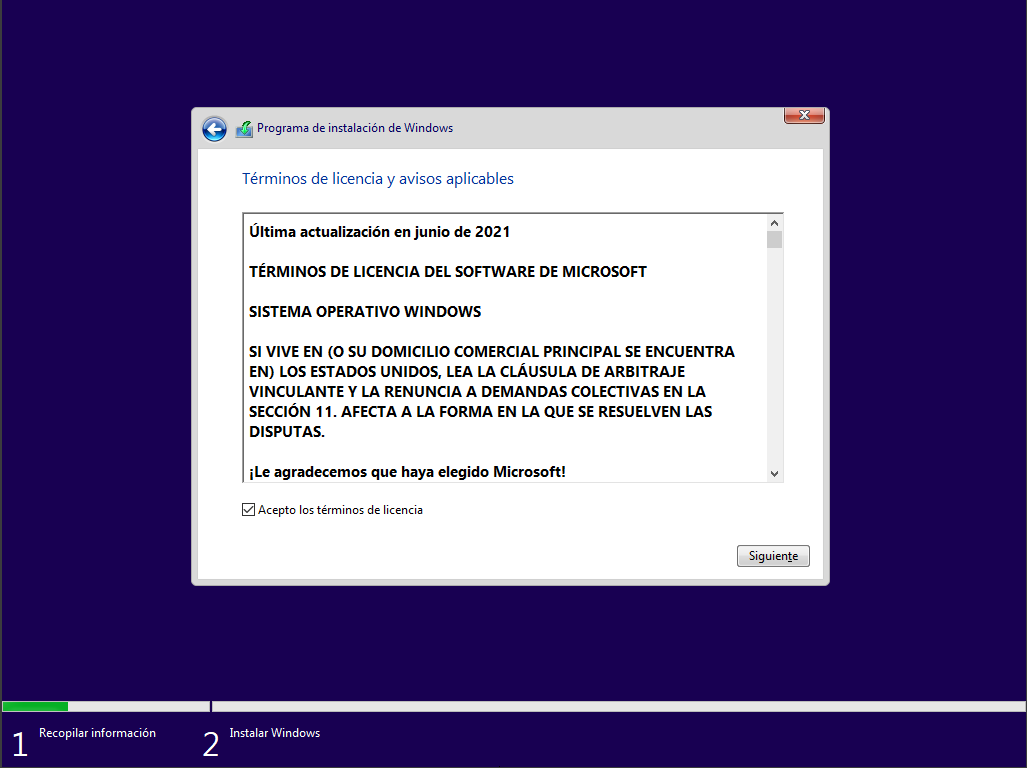 Programa de instalación de Windows
Términos de licencia y avisos aplicables
Última actualización en junio de 2021
TÉRMINOS DE LICENCIA DEL SOFTWARE DE MICROSOFT
SISTEMA OPERATIVO WINDOWS
SI VIVE EN (O SU DOMICILIO COMERCIAL PRINCIPAL SE ENCUENTRA
EN) LOS ESTADOS UNIDOS, LEA LA CLÁUSULA DE ARBITRAJE
VINCULANTE Y LA RENUNCIA A DEMANDAS COLECTIVAS EN LA
SECCIÓN 11. AFECTA A LA FORMA EN LA QUE SE RESUELVEN LAS
DISPUTAS.
¡Le agradecemos que haya elegido Microsoft!
Acepto los términos de licencia
Siguiente
1 Recopilar información
2 Instalar Windows